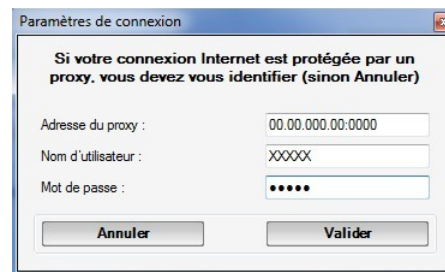 Paramètres de connexion
Si votre connexion Internet est protégée par un
proxy, vous devez vous identifier (sinon Annuler)
Adresse du proxy : 00.00.000.00:0000
Nom d'utilisateur : XXXXX
Mot de passe : •••••
Annuler Valider